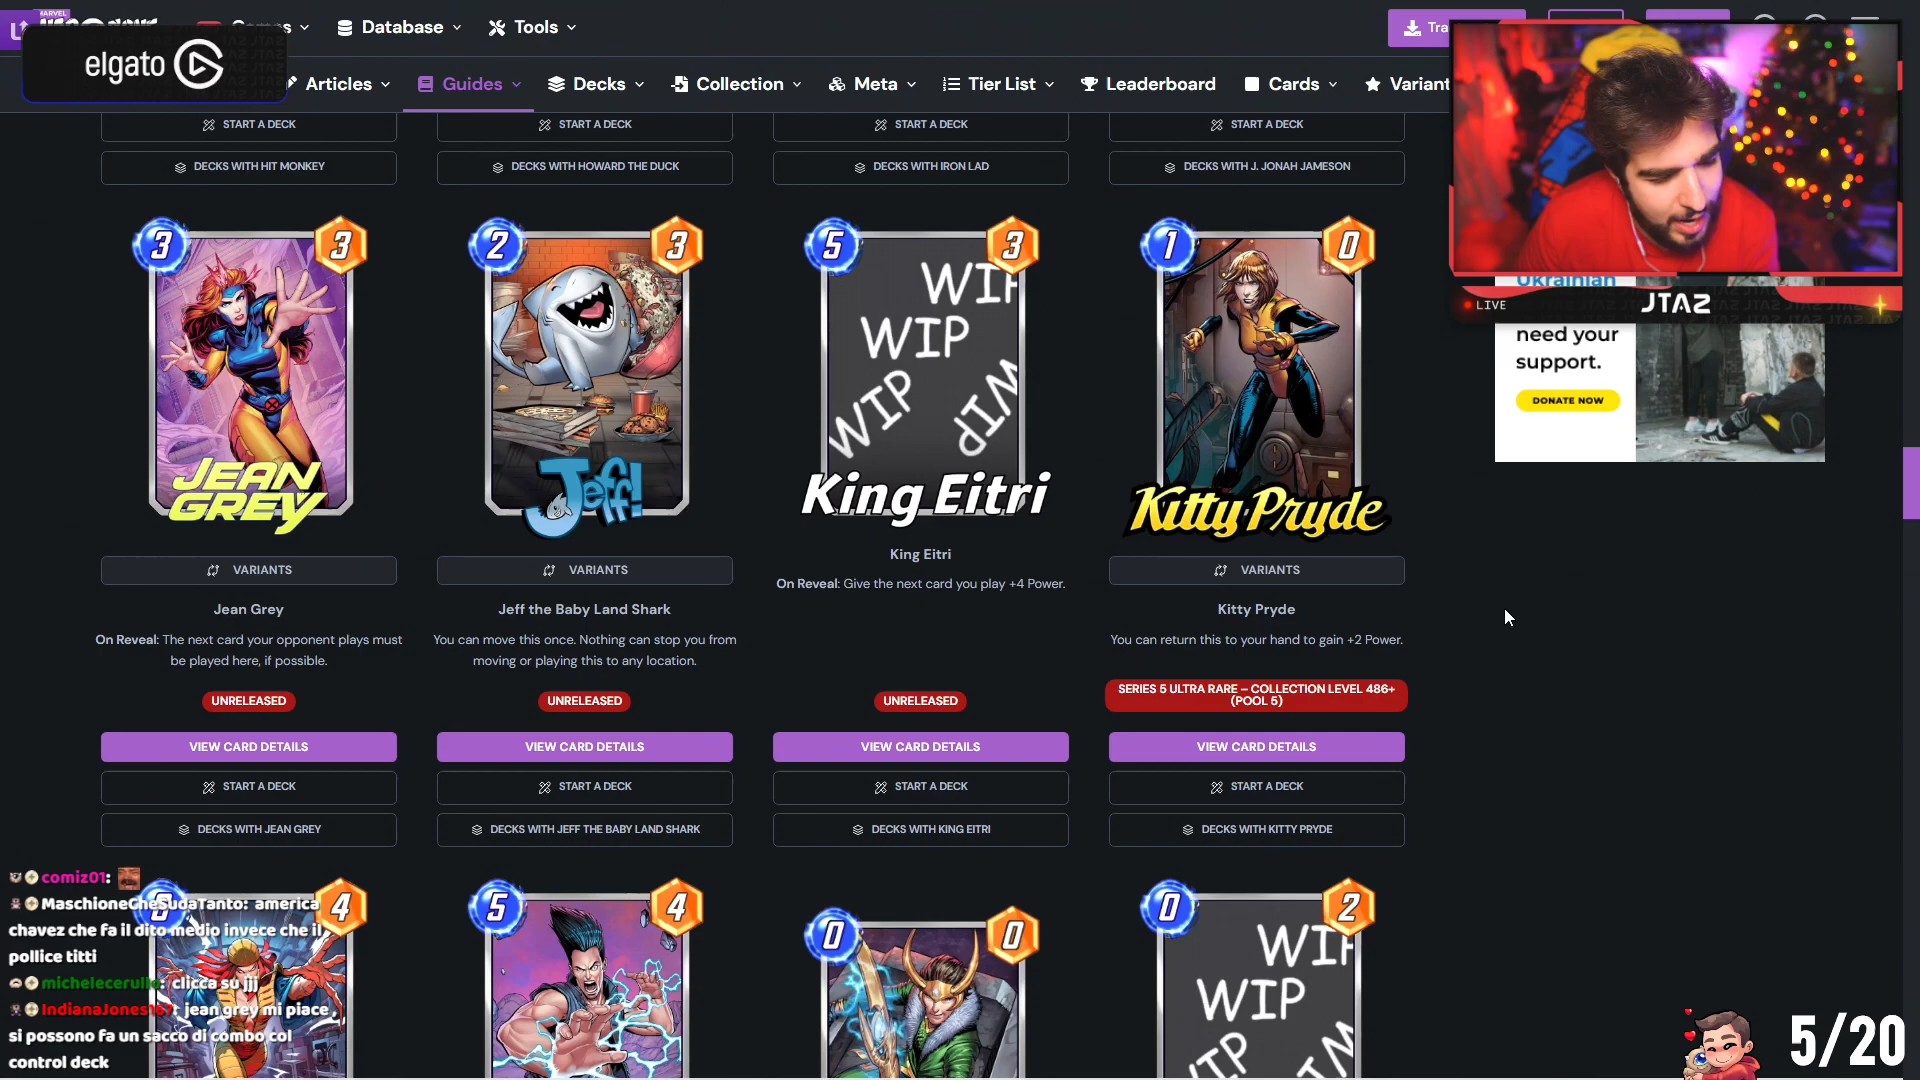 MARVEL
Games
Database
Tools
elgato
Articles
Guides
Decks
Collection
Meta
Tier List
Leaderboard
Cards
Variant
START A DECK
START A DECK
START A DECK
START A DECK
DECKS WITH HIT MONKEY
DECKS WITH HOWARD THE DUCK
DECKS WITH IRON LAD
DECKS WITH J. JONAH JAMESON
LIVE
JTAZ
Ukrainian
need your
support.
DONATE NOW
3
3
JEAN
GREY
2
3
Jeff!
5
3
WIP
WIP
WIP
WIP
King Eitri
1
0
Kitty Pryde
VARIANTS
Jean Grey
On Reveal: The next card your opponent plays must
be played here, if possible.
UNRELEASED
VIEW CARD DETAILS
START A DECK
DECKS WITH JEAN GREY
VARIANTS
Jeff the Baby Land Shark
You can move this once. Nothing can stop you from
moving or playing this to any location.
UNRELEASED
VIEW CARD DETAILS
START A DECK
DECKS WITH JEFF THE BABY LAND SHARK
King Eitri
On Reveal: Give the next card you play +4 Power.
UNRELEASED
VIEW CARD DETAILS
START A DECK
DECKS WITH KING EITRI
VARIANTS
Kitty Pryde
You can return this to your hand to gain +2 Power.
SERIES 5 ULTRA RARE – COLLECTION LEVEL 486+
(POOL 5)
VIEW CARD DETAILS
START A DECK
DECKS WITH KITTY PRYDE
comiz01:
MaschioneCheSudaTanto: america
chavez che fa il dito medio invece che il
pollice titti
michelecerullo: clicca su jjj
IndianaJones167: jean grey mi piace ,
si possono fa un sacco di combo col
control deck
4
5
4
0
0
0
2
WIP
WIP
WIP
5/20